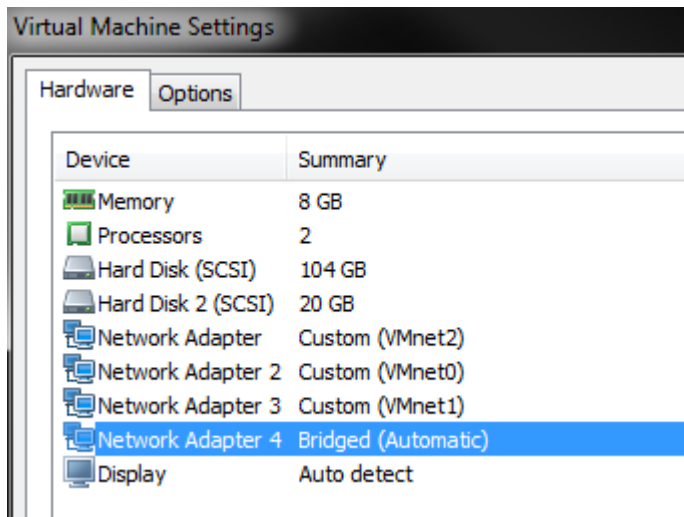 Virtual Machine Settings
Hardware Options
Device Summary
Memory 8 GB
Processors 2
Hard Disk (SCSI) 104 GB
Hard Disk 2 (SCSI) 20 GB
Network Adapter Custom (VMnet2)
Network Adapter 2 Custom (VMnet0)
Network Adapter 3 Custom (VMnet1)
Network Adapter 4 Bridged (Automatic)
Display Auto detect